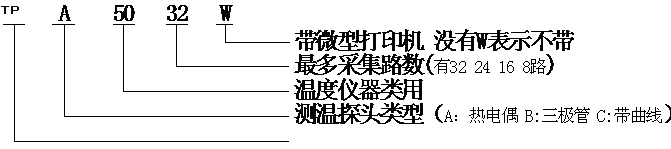 TP A 50 32 W
带微型打印机 没有W表示不带
最多采集路数(有32 24 16 8路)
温度仪器类用
测温探头类型（A：热电偶 B:三极管 C:带曲线）